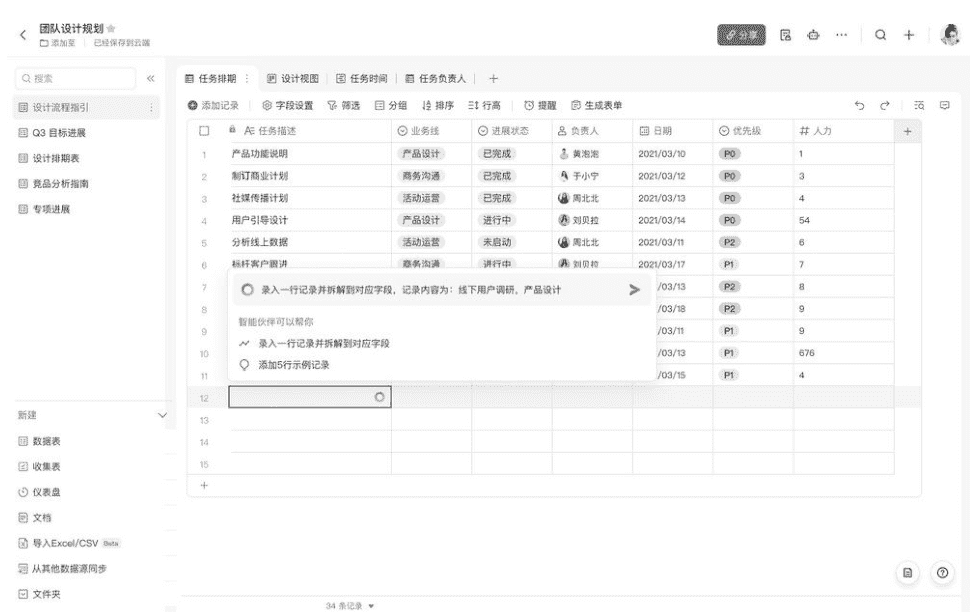 团队设计规划
添加至 已经保存到云端
分享
搜索
设计流程指引
Q3 目标进展
设计排期表
竞品分析指南
专项进展
新建
数据表
收集表
仪表盘
文档
导入Excel/CSV Beta
从其他数据源同步
文件夹
任务排期 设计视图 任务时间 任务负责人
添加记录 字段设置 筛选 分组 排序 行高 提醒 生成表单
任务描述 业务线 进展状态 负责人 日期 优先级 # 人力
1 产品功能说明 产品设计 已完成 黄泡泡 2021/03/10 P0 1
2 制订商业计划 商务沟通 已完成 于小宁 2021/03/12 P0 3
3 社媒传播计划 活动运营 已完成 周北北 2021/03/13 P0 4
4 用户引导设计 产品设计 进行中 刘贝拉 2021/03/14 P0 54
5 分析线上数据 活动运营 未启动 周北北 2021/03/11 P2 6
6 标杆客户跟进 商务沟通 进行中 刘贝拉 2021/03/17 P1 7
7 /03/13 P2 8
8 /03/18 P2 9
9 /03/11 P1 9
10 /03/13 P1 676
11 /03/15 P1 4
录入一行记录并拆解到对应字段，记录内容为：线下用户调研，产品设计
智能伙伴可以帮你
录入一行记录并拆解到对应字段
添加5行示例记录
12
13
14
15
34 条记录